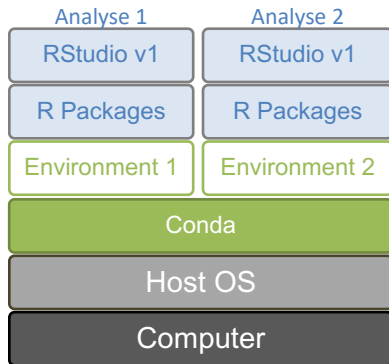 Analyse 1 Analyse 2
RStudio v1 RStudio v1
R Packages R Packages
Environment 1 Environment 2
Conda
Host OS
Computer